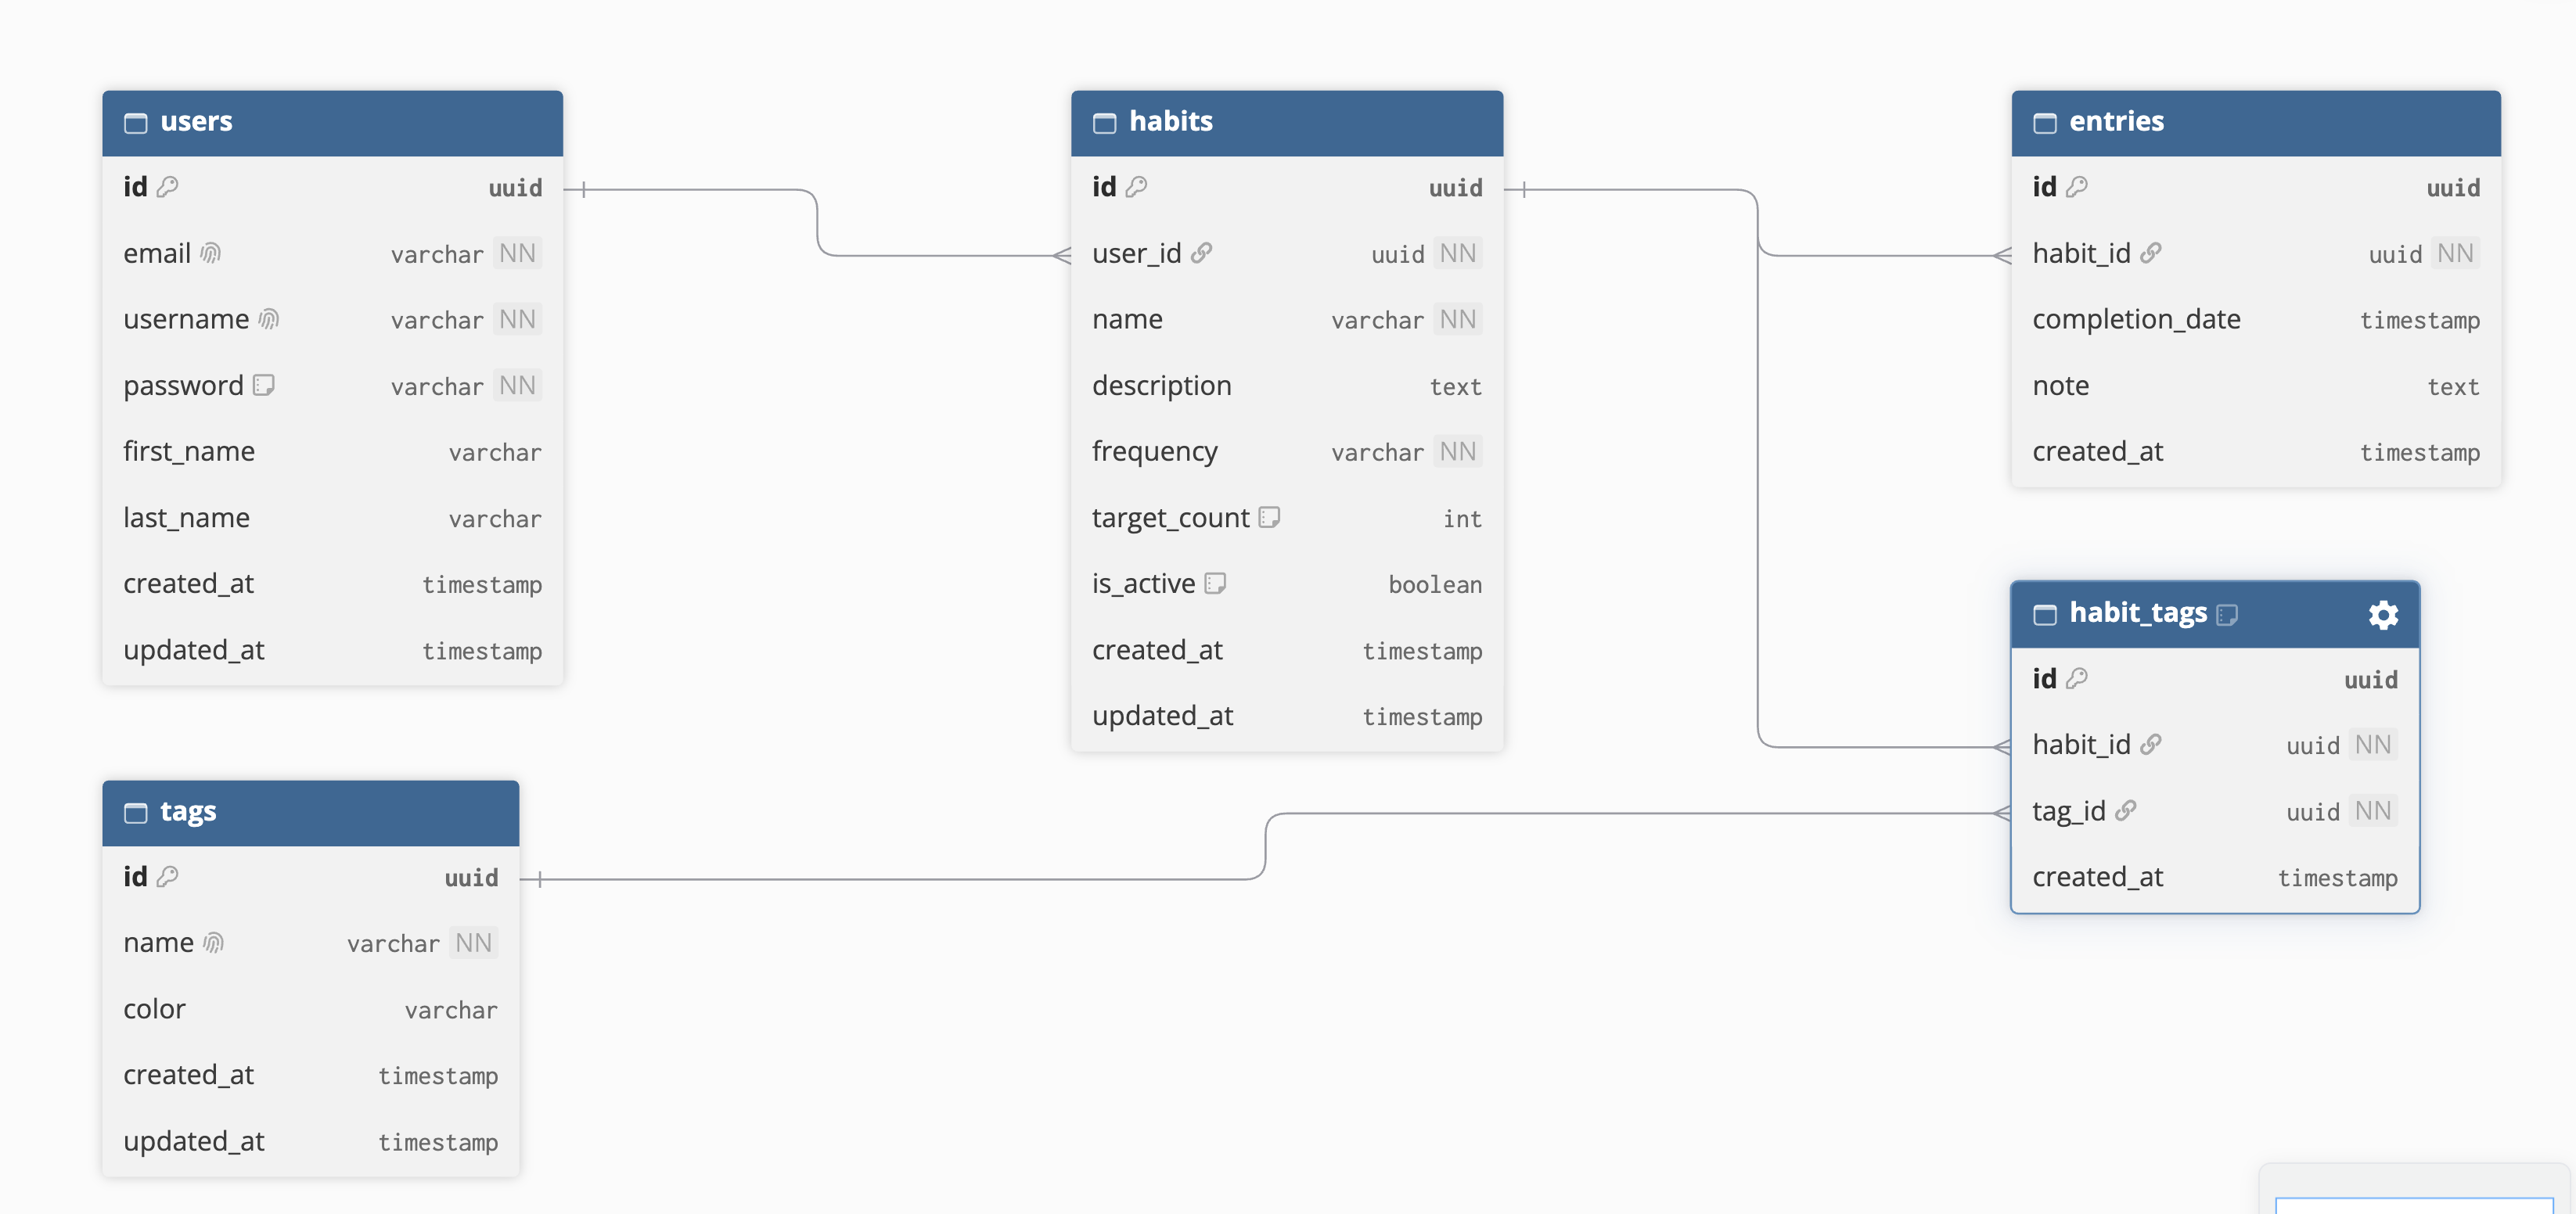 users
id uuid
email varchar NN
username varchar NN
password varchar NN
first_name varchar
last_name varchar
created_at timestamp
updated_at timestamp
habits
id uuid
user_id uuid NN
name varchar NN
description text
frequency varchar NN
target_count int
is_active boolean
created_at timestamp
updated_at timestamp
entries
id uuid
habit_id uuid NN
completion_date timestamp
note text
created_at timestamp
habit_tags
id uuid
habit_id uuid NN
tag_id uuid NN
created_at timestamp
tags
id uuid
name varchar NN
color varchar
created_at timestamp
updated_at timestamp